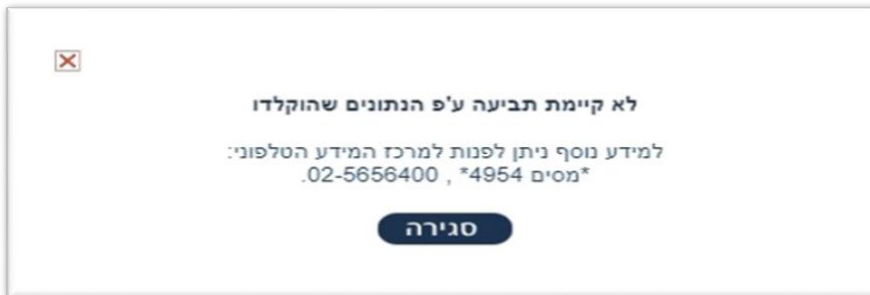 לא קיימת תביעה ע'פ הנתונים שהוקלדו
למידע נוסף ניתן לפנות למרכז המידע הטלפוני:
*מסים 4954* , 02-5656400.
סגירה